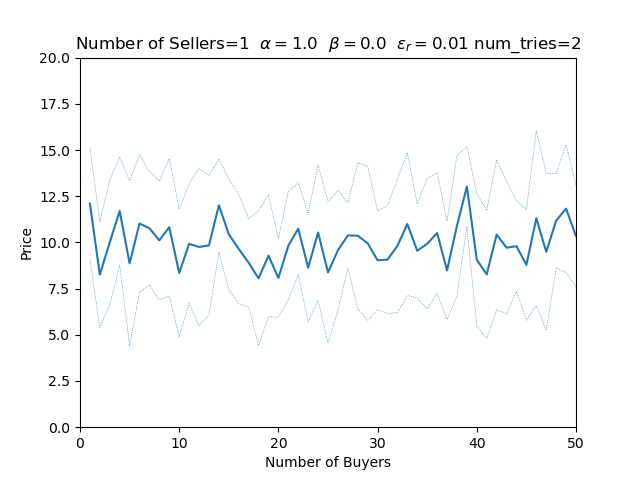 Number of Sellers=1 α = 1.0 β = 0.0 εr = 0.01 num_tries=2
20.0
17.5
15.0
12.5
10.0
7.5
5.0
2.5
0.0
Price
0 10 20 30 40 50
Number of Buyers